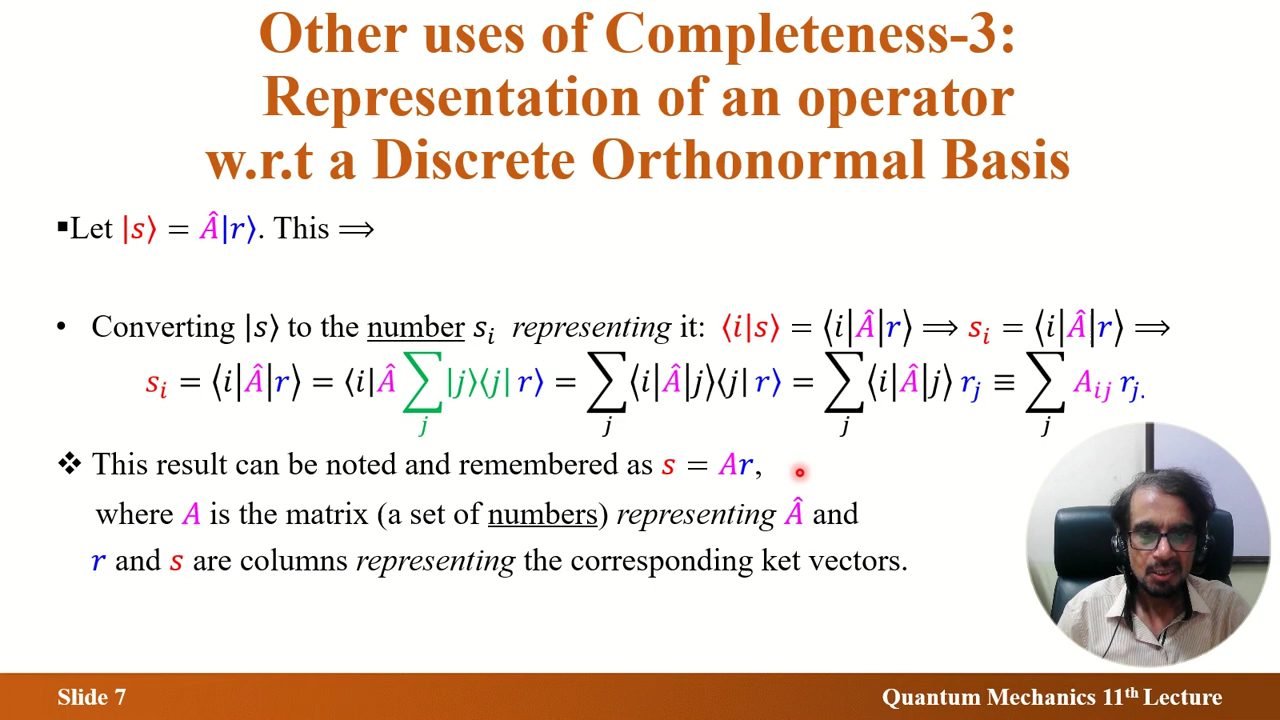 Other uses of Completeness-3:
Representation of an operator
w.r.t a Discrete Orthonormal Basis
▪Let |s⟩ = Â|r⟩. This ⟹
• Converting |s⟩ to the number sᵢ representing it: ⟨i|s⟩ = ⟨i|Â|r⟩ ⟹ sᵢ = ⟨i|Â|r⟩ ⟹
sᵢ = ⟨i|Â|r⟩ = ⟨i|Â ∑ⱼ |j⟩⟨j| r⟩ = ∑ⱼ ⟨i|Â|j⟩⟨j| r⟩ = ∑ⱼ ⟨i|Â|j⟩ rⱼ ≡ ∑ⱼ Aᵢⱼ rⱼ.
❖ This result can be noted and remembered as s = Ar,
where A is the matrix (a set of numbers) representing Â and
r and s are columns representing the corresponding ket vectors.
Slide 7
Quantum Mechanics 11th Lecture